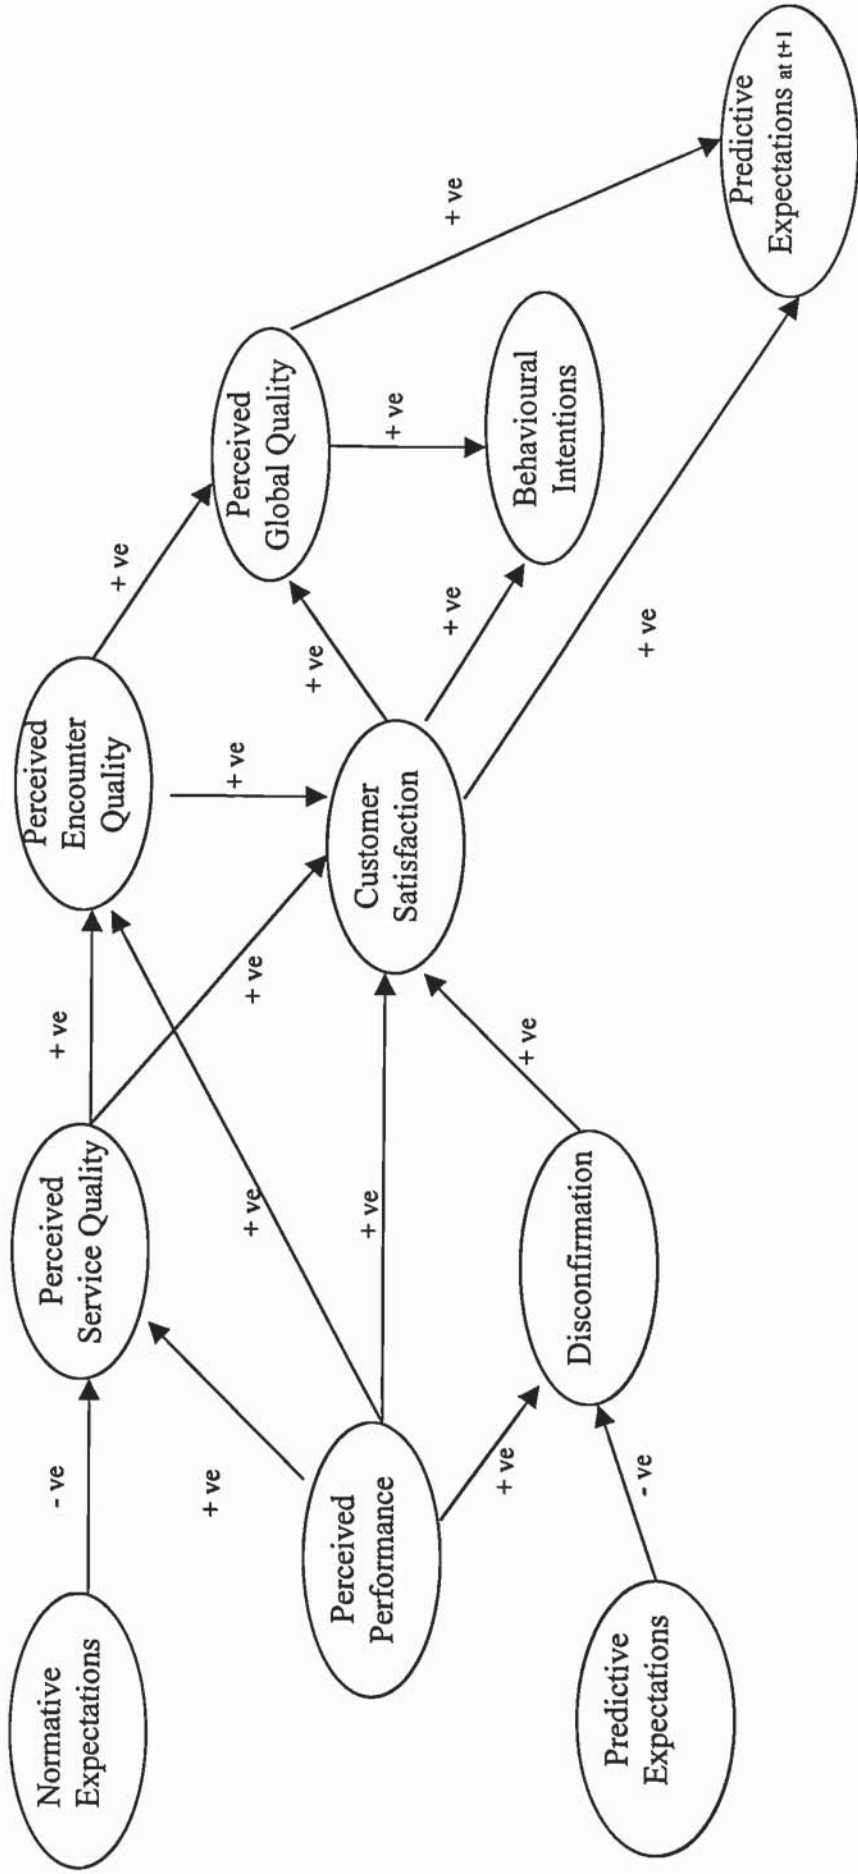 Normative
Expectations
- ve
Perceived
Service Quality
+ ve
Perceived
Encounter
Quality
+ ve
Perceived
Global Quality
+ ve
Predictive
Expectations at t+1
+ ve
+ ve
+ ve
+ ve
+ ve
+ ve
Behavioural
Intentions
Perceived
Performance
+ ve
+ ve
Customer
Satisfaction
+ ve
+ ve
+ ve
Disconfirmation
Predictive
Expectations
- ve